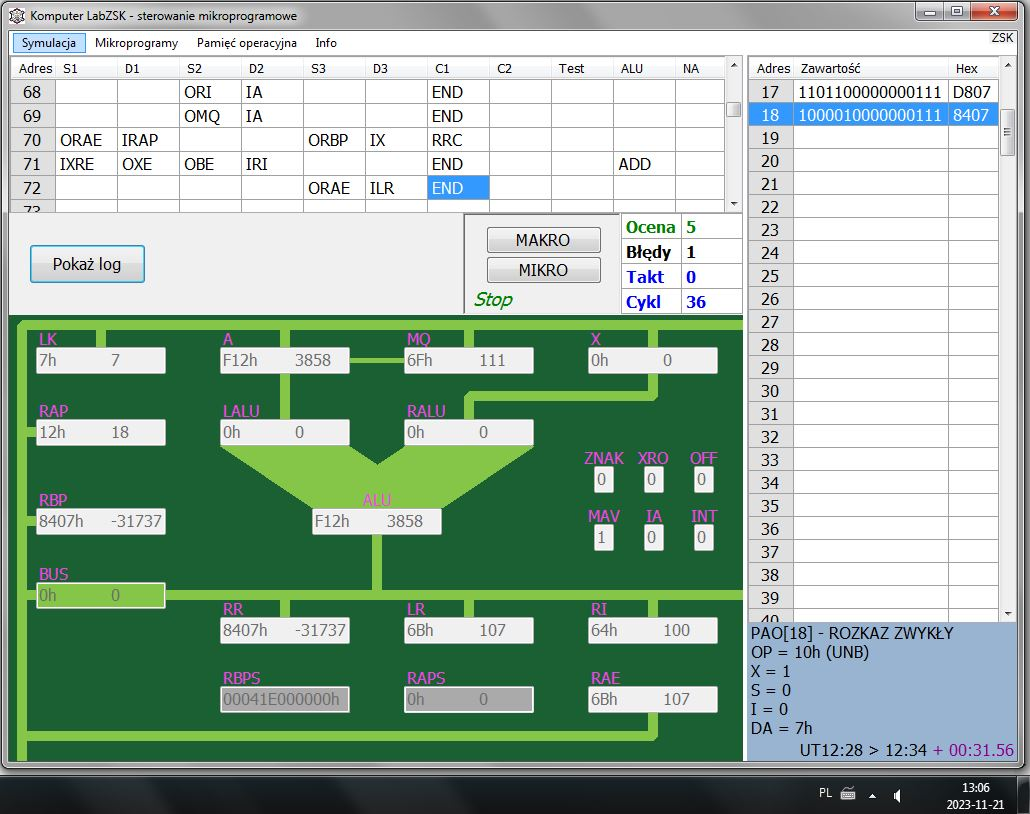 Komputer LabZSK - sterowanie mikroprogramowe
Symulacja Mikroprogramy Pamięć operacyjna Info ZSK
Adres S1 D1 S2 D2 S3 D3 C1 C2 Test ALU NA
68 ORI IA END
69 OMQ IA END
70 ORAE IRAP ORBP IX RRC
71 IXRE OXE OBE IRI END ADD
72 ORAE ILR END
73
Pokaż log
MAKRO
MIKRO
Stop
Ocena 5
Błędy 1
Takt 0
Cykl 36
LK
7h 7
A
F12h 3858
MQ
6Fh 111
X
0h 0
RAP
12h 18
LALU
0h 0
RALU
0h 0
ZNAK XRO OFF
0 0 0
RBP
8407h -31737
ALU
F12h 3858
MAV IA INT
1 0 0
BUS
0h 0
RR
8407h -31737
LR
6Bh 107
RI
64h 100
RBPS
00041E000000h
RAPS
0h 0
RAE
6Bh 107
Adres Zawartość Hex
17 1101100000000111 D807
18 1000010000000111 8407
19
20
21
22
23
24
25
26
27
28
29
30
31
32
33
34
35
36
37
38
39
40
PAO[18] - ROZKAZ ZWYKŁY
OP = 10h (UNB)
X = 1
S = 0
I = 0
DA = 7h
UT12:28 > 12:34 + 00:31.56
PL
13:06
2023-11-21